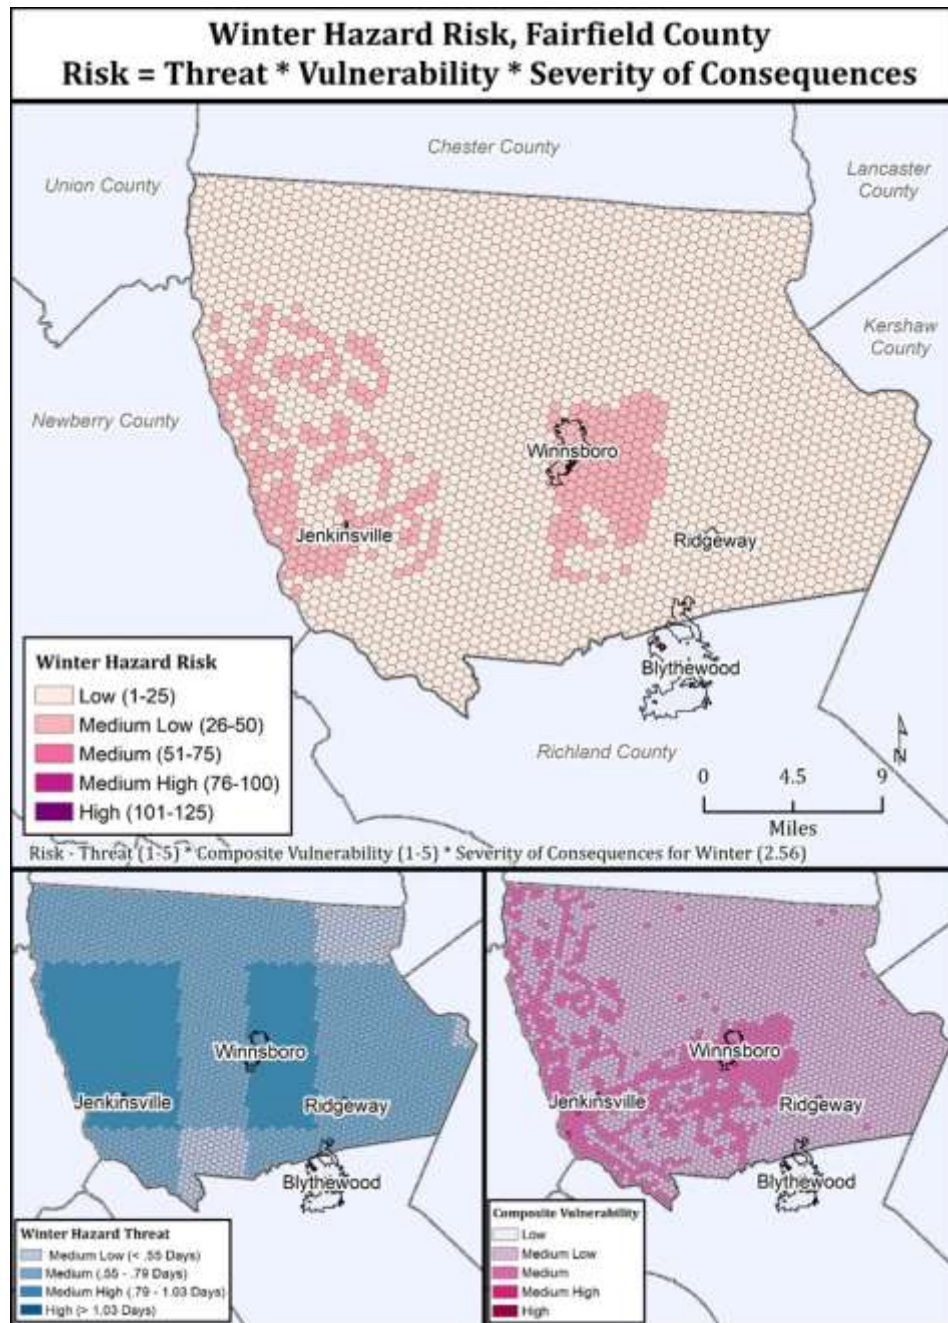 Winter Hazard Risk, Fairfield County
Risk = Threat * Vulnerability * Severity of Consequences
Chester County
Union County
Lancaster
County
Kershaw
County
Newberry County
Winnsboro
Jenkinsville
Ridgeway
Blythewood
Richland County
Winter Hazard Risk
Low (1-25)
Medium Low (26-50)
Medium (51-75)
Medium High (76-100)
High (101-125)
N
0 4.5 9
Miles
Risk - Threat (1-5) * Composite Vulnerability (1-5) * Severity of Consequences for Winter (2.56)
Winnsboro
Jenkinsville
Ridgeway
Blythewood
Winter Hazard Threat
Medium Low (< .55 Days)
Medium (.55 - .79 Days)
Medium High (.79 - 1.03 Days)
High (> 1.03 Days)
Winnsboro
Jenkinsville
Ridgeway
Blythewood
Composite Vulnerability
Low
Medium Low
Medium
Medium High
High